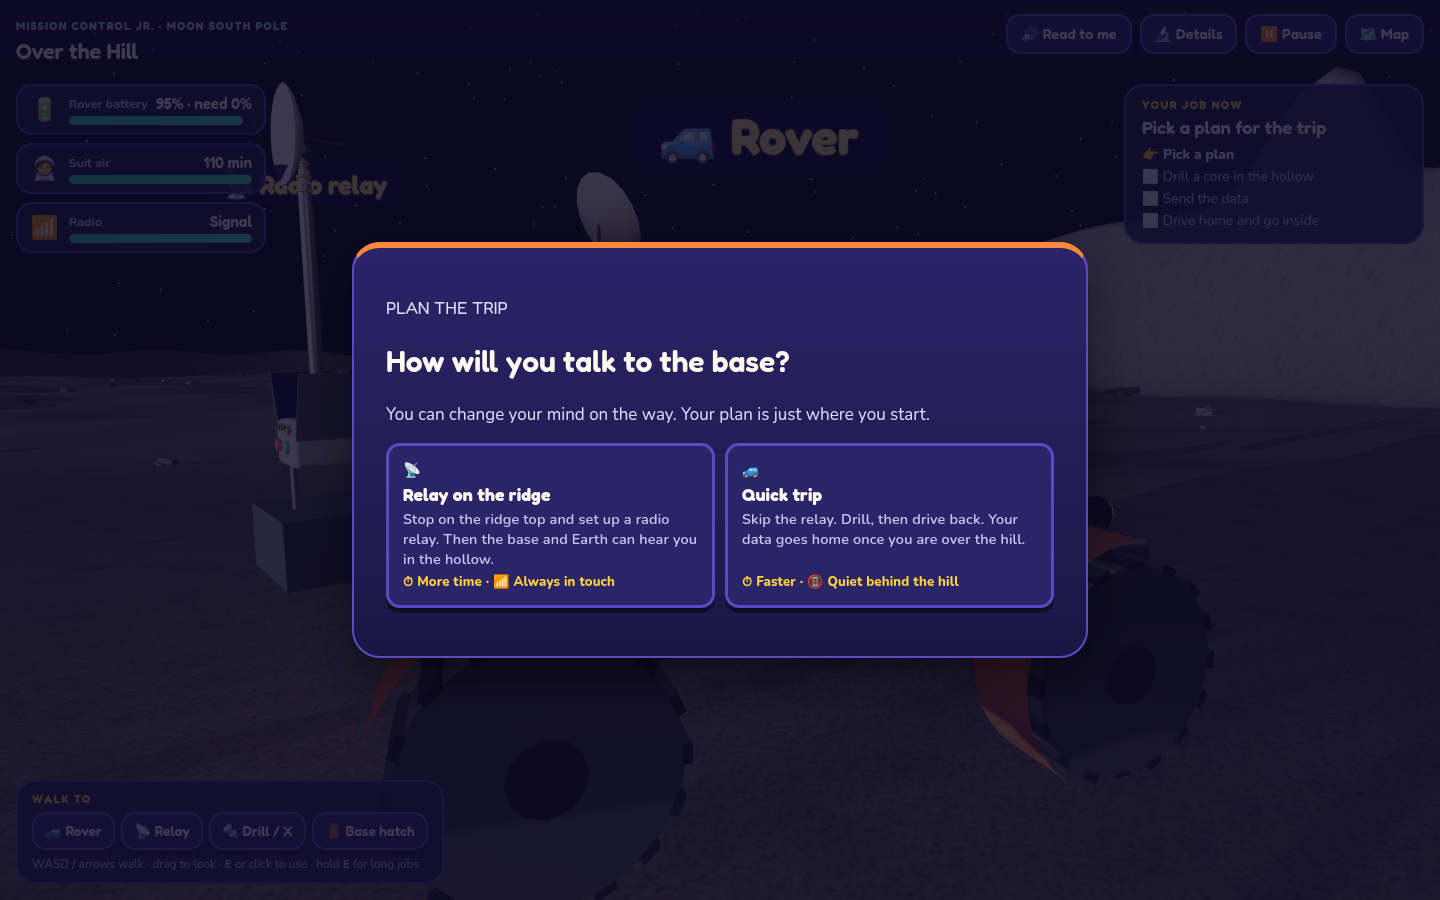 MISSION CONTROL JR. · MOON SOUTH POLE
Over the Hill
Read to me
Details
Pause
Map
Rover battery 95% · need 0%
Suit air 110 min
Radio Signal
Radio relay
Rover
YOUR JOB NOW
Pick a plan for the trip
Pick a plan
Drill a core in the hollow
Send the data
Drive home and go inside
PLAN THE TRIP
How will you talk to the base?
You can change your mind on the way. Your plan is just where you start.
Relay on the ridge
Stop on the ridge top and set up a radio
relay. Then the base and Earth can hear you
in the hollow.
More time · Always in touch
Quick trip
Skip the relay. Drill, then drive back. Your
data goes home once you are over the hill.
Faster · Quiet behind the hill
WALK TO
Rover
Relay
Drill / X
Base hatch
WASD / arrows walk · drag to look · E or click to use · hold E for long jobs